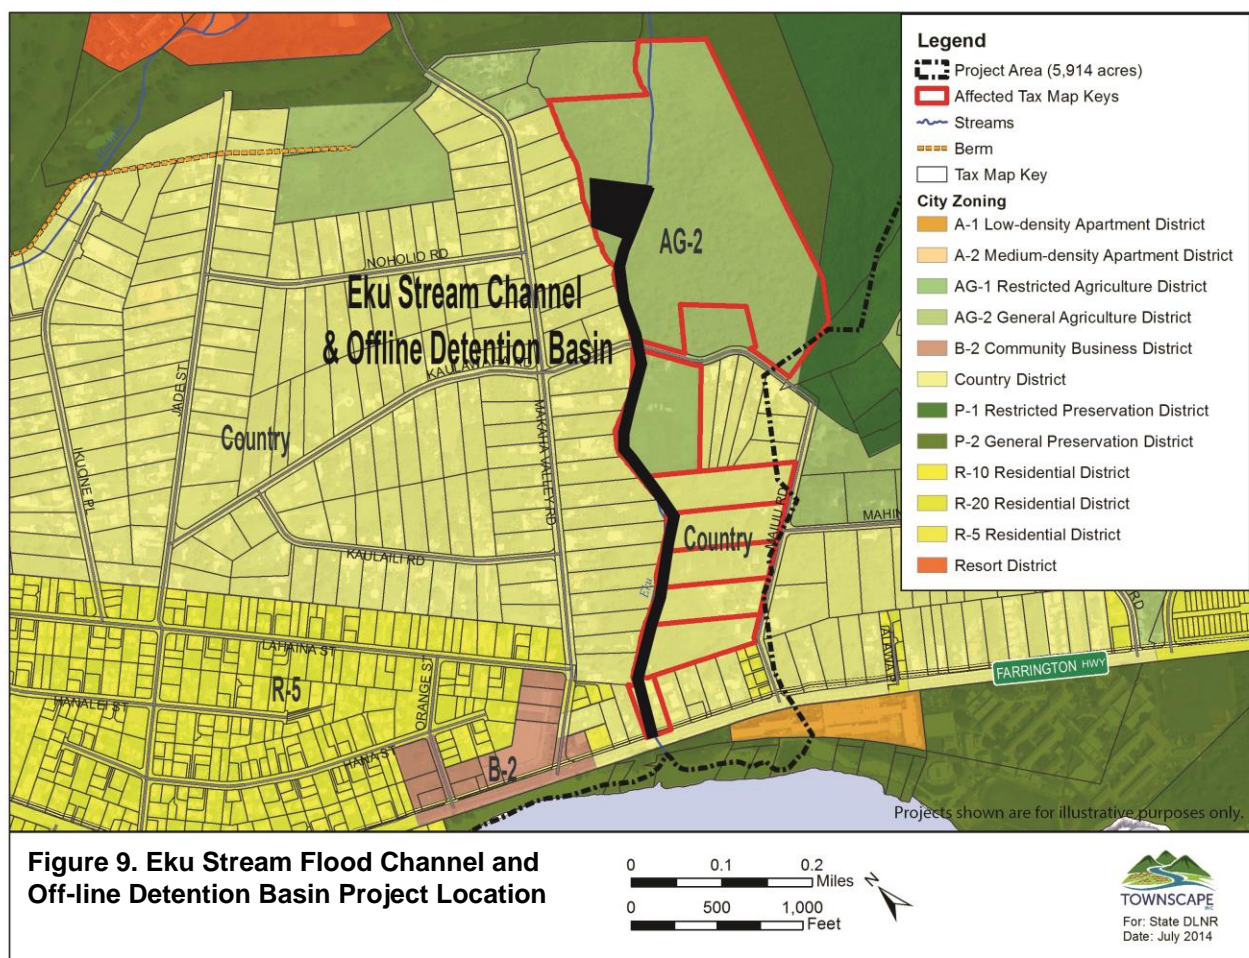 Legend
Project Area (5,914 acres)
Affected Tax Map Keys
Streams
Berm
Tax Map Key
City Zoning
A-1 Low-density Apartment District
A-2 Medium-density Apartment District
AG-1 Restricted Agriculture District
AG-2 General Agriculture District
B-2 Community Business District
Country District
P-1 Restricted Preservation District
P-2 General Preservation District
R-10 Residential District
R-20 Residential District
R-5 Residential District
Resort District
AG-2
NOHOLIO RD
Eku Stream Channel
& Offline Detention Basin
KAULAWAHA RD
JADE ST
Country
IKUONE PL
MAKAHA VALLEY RD
KAULAILI RD
Country
MAIULI RD
MAHIN
RD
Eku
ALAWA PL
FARRINGTON HWY
LAHAINA ST
R-5
HANALEI ST
ORANGE ST
HANA ST
B-2
Projects shown are for illustrative purposes only.
Figure 9. Eku Stream Flood Channel and
Off-line Detention Basin Project Location
0 0.1 0.2
Miles
0 500 1,000
Feet
N
TOWNSCAPE
INC
For: State DLNR
Date: July 2014